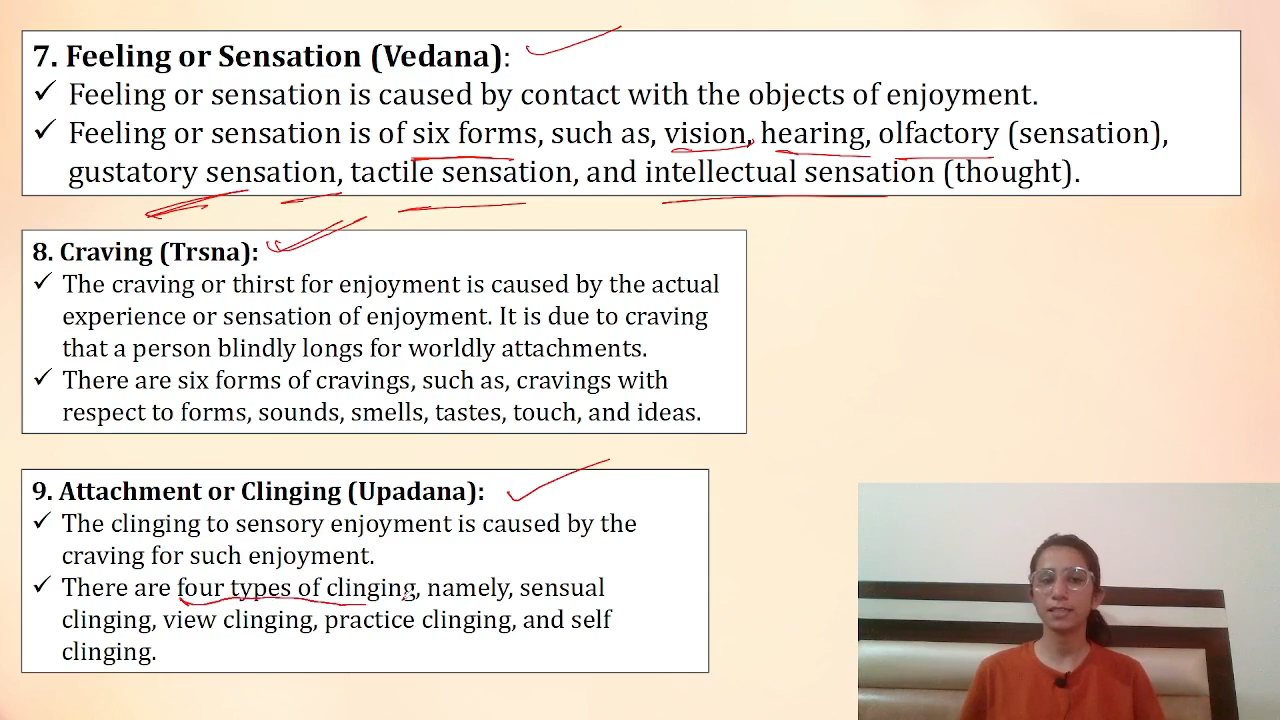 7. Feeling or Sensation (Vedana):
✓ Feeling or sensation is caused by contact with the objects of enjoyment.
✓ Feeling or sensation is of six forms, such as, vision, hearing, olfactory (sensation),
gustatory sensation, tactile sensation, and intellectual sensation (thought).
8. Craving (Trsna):
✓ The craving or thirst for enjoyment is caused by the actual
experience or sensation of enjoyment. It is due to craving
that a person blindly longs for worldly attachments.
✓ There are six forms of cravings, such as, cravings with
respect to forms, sounds, smells, tastes, touch, and ideas.
9. Attachment or Clinging (Upadana):
✓ The clinging to sensory enjoyment is caused by the
craving for such enjoyment.
✓ There are four types of clinging, namely, sensual
clinging, view clinging, practice clinging, and self
clinging.